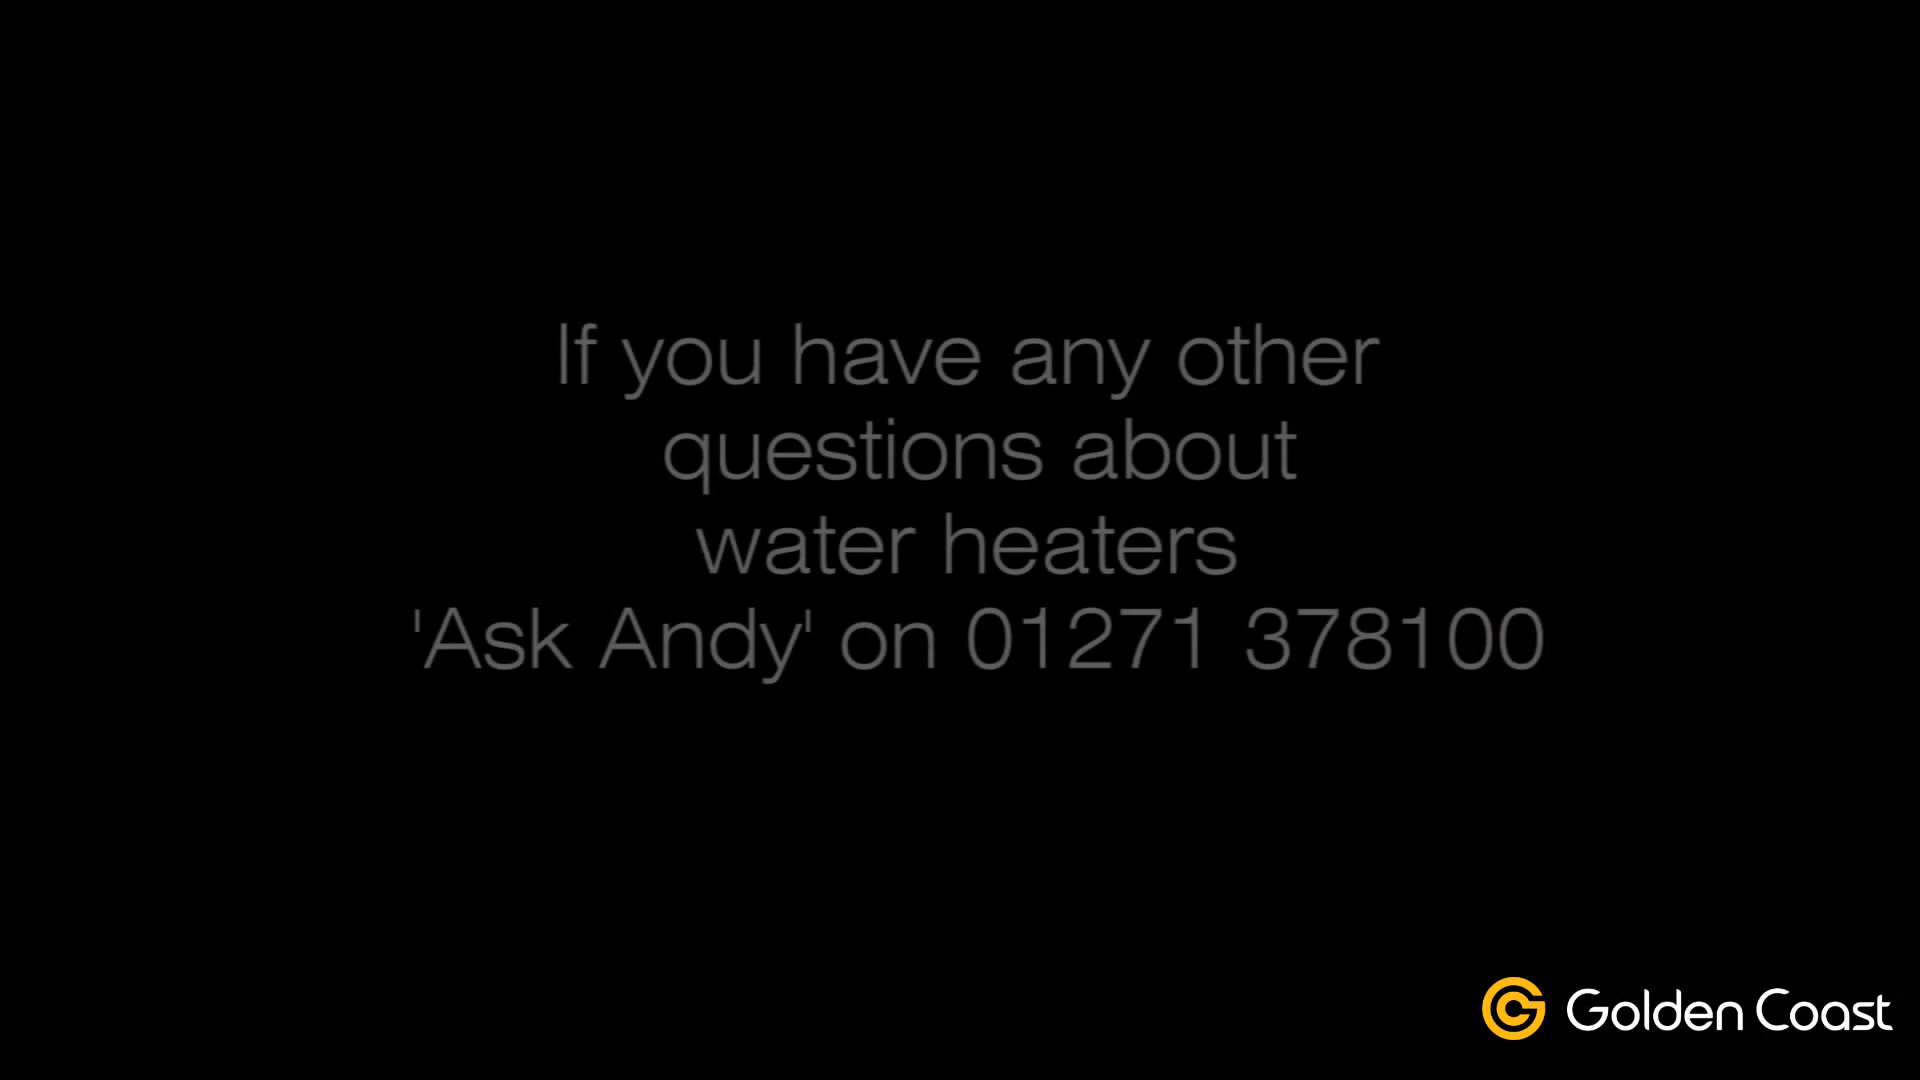 If you have any other
questions about
water heaters
'Ask Andy' on 01271 378100
Golden Coast